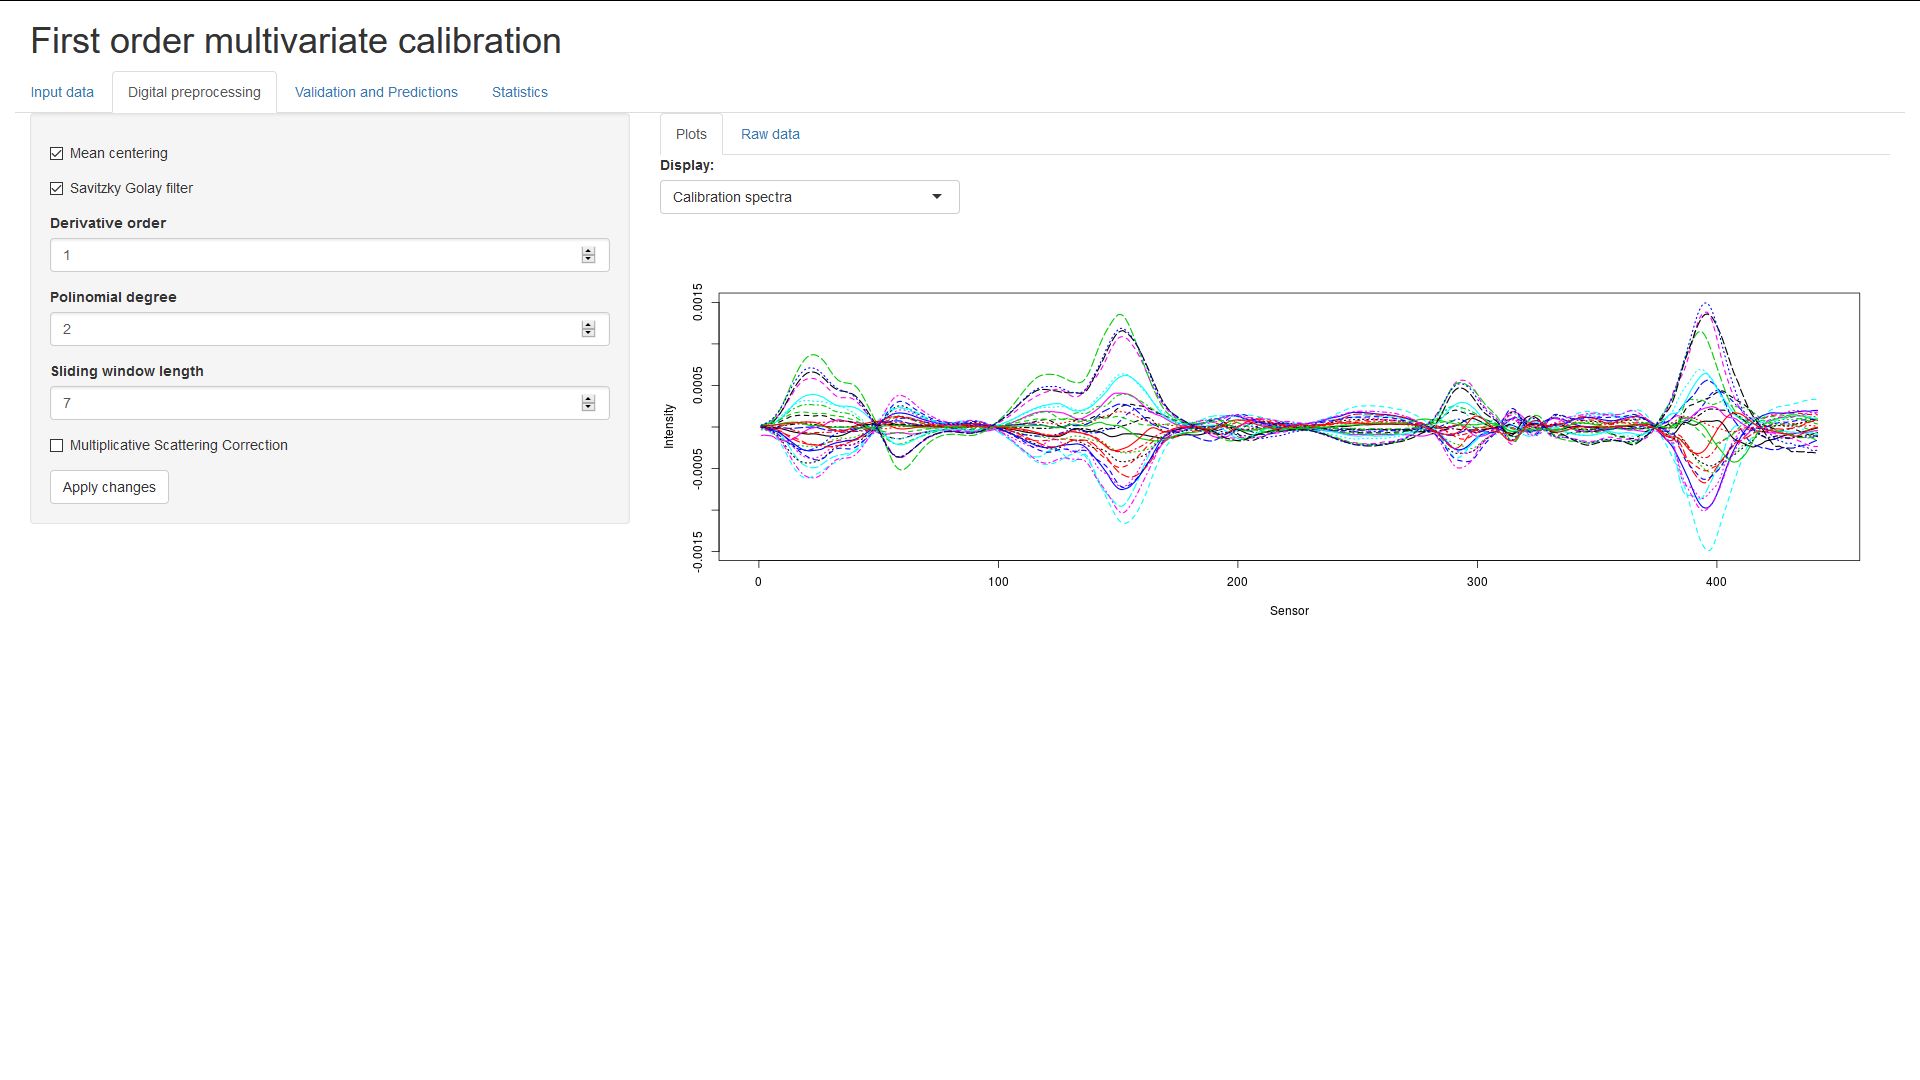 First order multivariate calibration
Input data
Digital preprocessing
Validation and Predictions
Statistics
Mean centering
Savitzky Golay filter
Derivative order
1
Polinomial degree
2
Sliding window length
7
Multiplicative Scattering Correction
Apply changes
Plots
Raw data
Display:
Calibration spectra
Intensity
0.0015
0.0005
-0.0005
-0.0015
0
100
200
300
400
Sensor